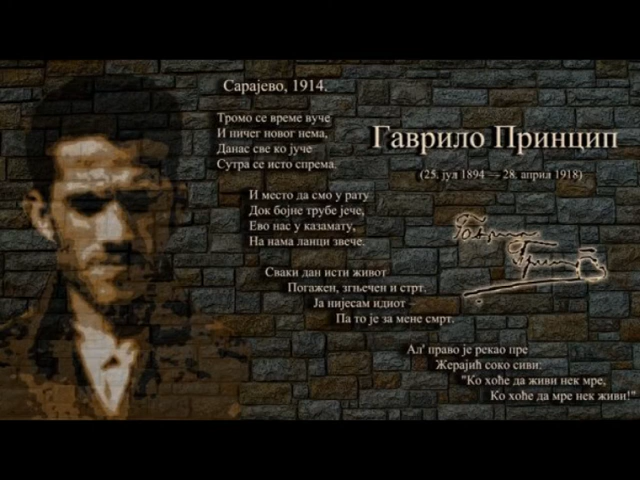 Сарајево, 1914.
Тромо се време вуче
И ничег новог нема,
Данас све ко јуче
Сутра се исто спрема.
И место да смо у рату
Док бојне трубе јече,
Ево нас у казамату,
На нама ланци звече.
Сваки дан исти живот
Погажен, згњечен и стрт.
Ја нијесам идиот –
Па то је за мене смрт.
Ал' право је рекао пре
Жерајић соко сиви:
"Ко хоће да живи нек мре,
Ко хоће да мре нек живи!"
Гаврило Принцип
(25. јул 1894 — 28. април 1918)
Гаврило
Принцип